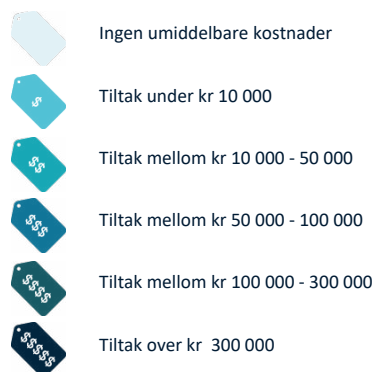 Ingen umiddelbare kostnader
$
Tiltak under kr 10 000
$$
Tiltak mellom kr 10 000 - 50 000
$$$
Tiltak mellom kr 50 000 - 100 000
$$$$
Tiltak mellom kr 100 000 - 300 000
$$$$$
Tiltak over kr  300 000